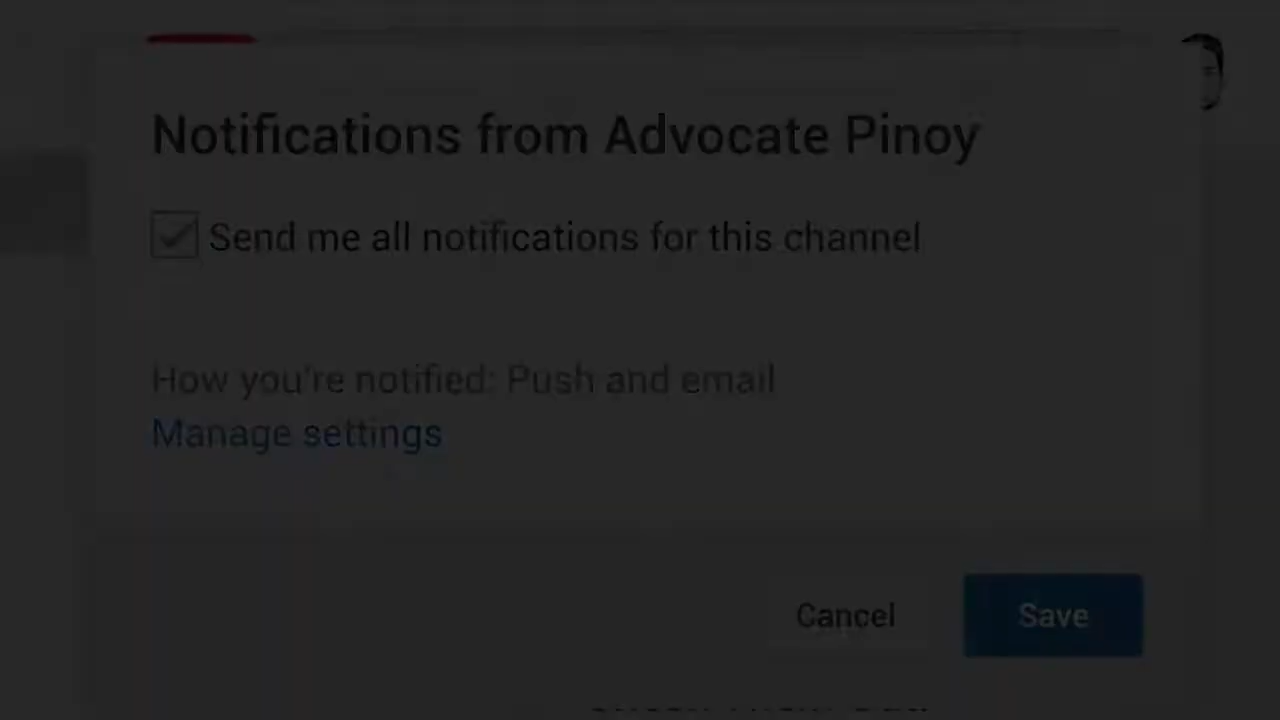 Notifications from Advocate Pinoy
Send me all notifications for this channel
How you're notified: Push and email
Manage settings
Cancel
Save